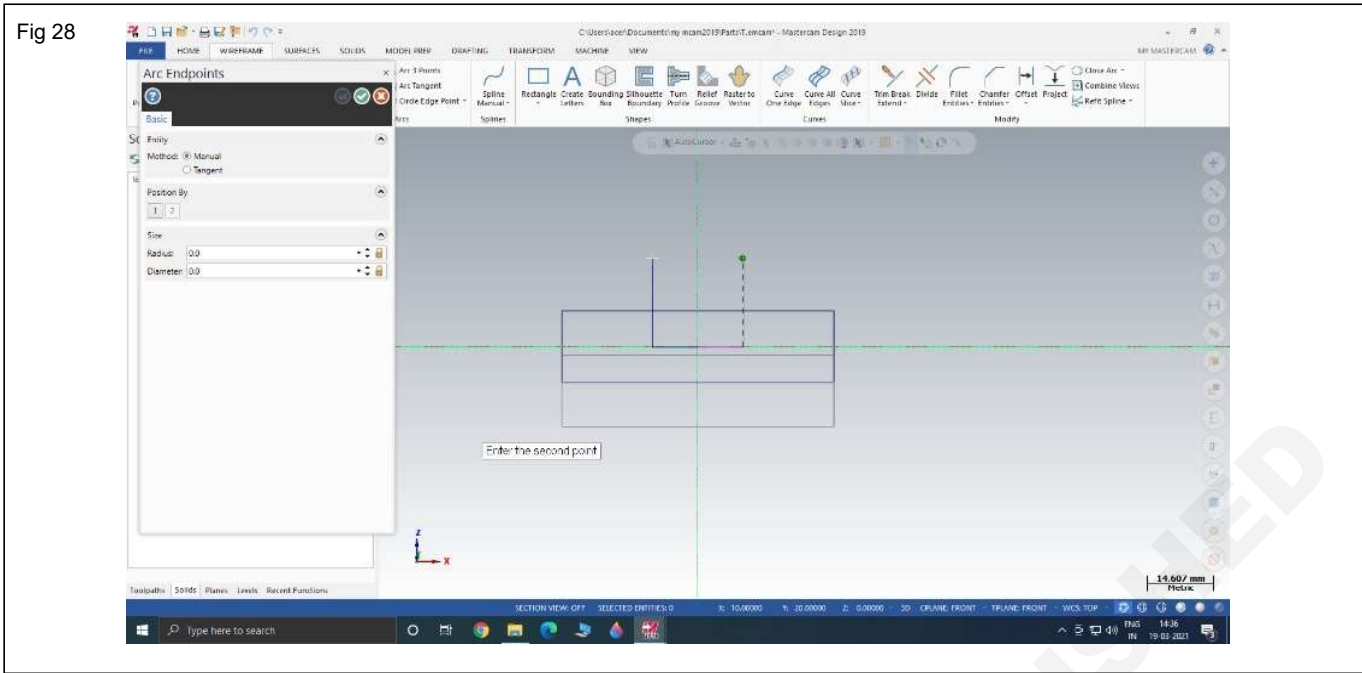 Fig 28
C:\Users\acer\Documents\my mcam2019\Parts\T.emcam* - Mastercam Design 2019
FILE HOME WIREFRAME SURFACES SOLIDS MODEL PREP DRAFTING TRANSFORM MACHINE VIEW MY MASTERCAM
Arc Endpoints
Basic
Arc 3 Points
Arc Tangent
Circle Edge Point
Arcs
Spline Manual
Splines
Rectangle
Create Letters
Bounding Box
Silhouette Boundary
Turn Profile
Relief Groove
Raster to Vector
Shapes
Curve One Edge
Curve All Edges
Curve Slice
Curves
Trim Break Extend
Divide
Fillet Entities
Chamfer Entities
Offset
Project
Close Arc
Combine Views
Refit Spline
Modify
Entity
Method: Manual
Tangent
Position By
1 2
Size
Radius: 0.0
Diameter: 0.0
AutoCursor
Enter the second point
Z
X
14.607 mm
Metric
Toolpaths Solids Planes Levels Recent Functions
SECTION VIEW: OFF SELECTED ENTITIES: 0 X: 10.00000 Y: 20.00000 Z: 0.00000 3D CPLANE: FRONT TPLANE: FRONT WCS: TOP
Type here to search
ENG
IN
14:36
19-03-2021
SHED